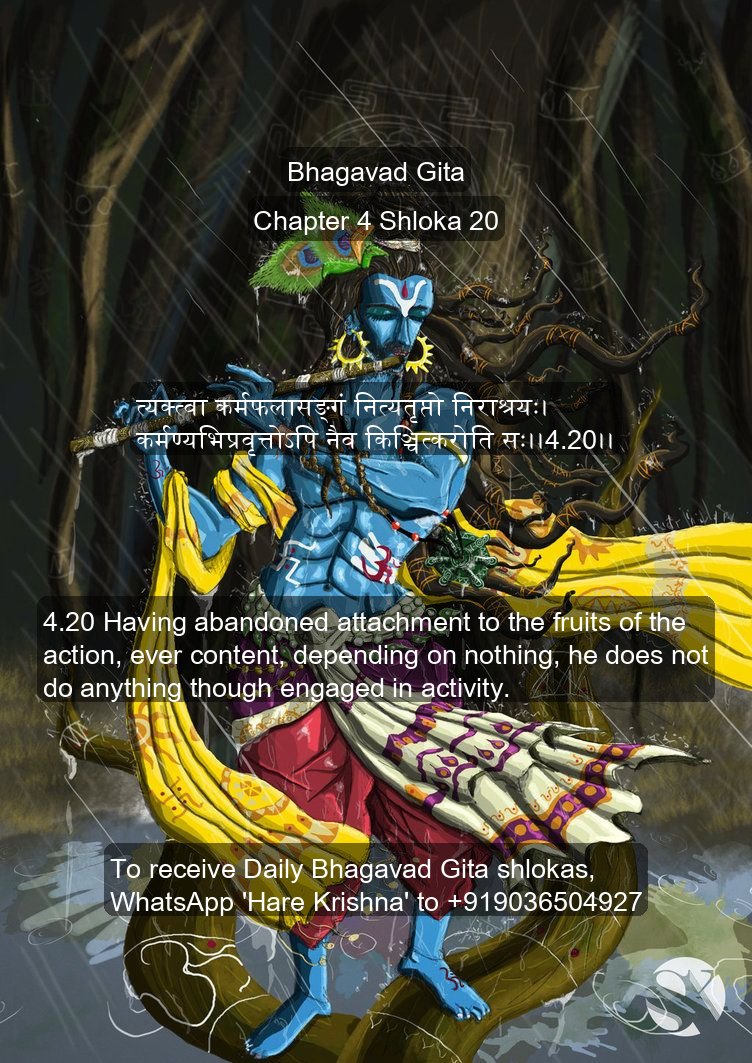 Bhagavad Gita
Chapter 4 Shloka 20
त्यक्त्वा कर्मफलासङ्गं नित्यतृप्तो निराश्रयः।
कर्मण्यभिप्रवृत्तोऽपि नैव किञ्चित्करोति सः।।4.20।।
4.20 Having abandoned attachment to the fruits of the
action, ever content, depending on nothing, he does not
do anything though engaged in activity.
To receive Daily Bhagavad Gita shlokas,
WhatsApp 'Hare Krishna' to +919036504927